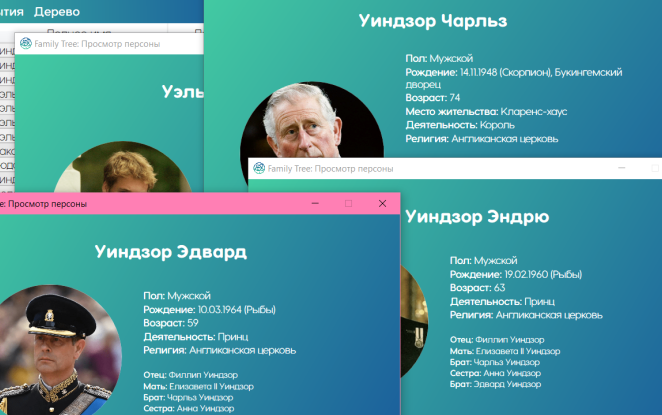 Дерево
Family Tree: Просмотр персоны
Уиндзор Чарльз
Пол: Мужской
Рождение: 14.11.1948 (Скорпион), Букингемский
дворец
Возраст: 74
Место жительства: Кларенс-хаус
Деятельность: Король
Религия: Англиканская церковь
Family Tree: Просмотр персоны
Уиндзор Эндрю
Пол: Мужской
Рождение: 19.02.1960 (Рыбы)
Возраст: 63
Деятельность: Принц
Религия: Англиканская церковь
Отец: Филлип Уиндзор
Мать: Елизавета II Уиндзор
Брат: Чарльз Уиндзор
Сестра: Анна Уиндзор
Брат: Эдвард Уиндзор
e: Просмотр персоны
Уиндзор Эдвард
Пол: Мужской
Рождение: 10.03.1964 (Рыбы)
Возраст: 59
Деятельность: Принц
Религия: Англиканская церковь
Отец: Филлип Уиндзор
Мать: Елизавета II Уиндзор
Брат: Чарльз Уиндзор
Сестра: Анна Уиндзор